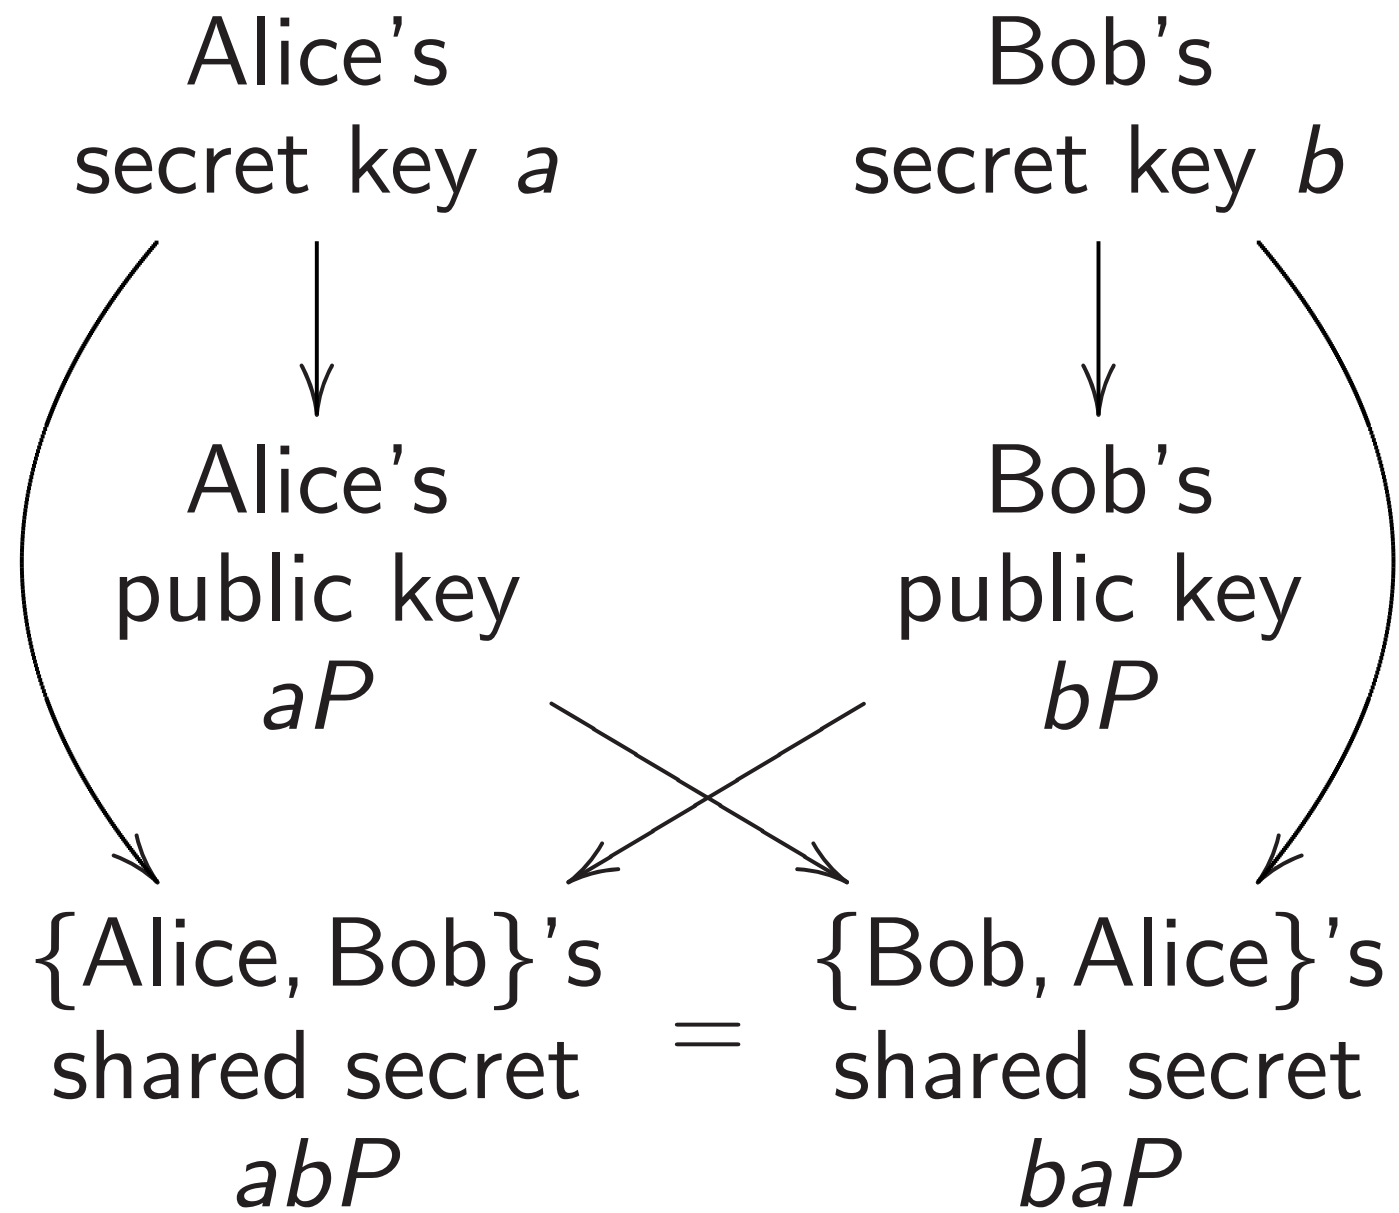 Alice’s
secret key a
Bob’s
secret key b
Alice’s
public key
aP
Bob’s
public key
bP
{Alice, Bob}’s
shared secret
abP
=
{Bob, Alice}’s
shared secret
baP